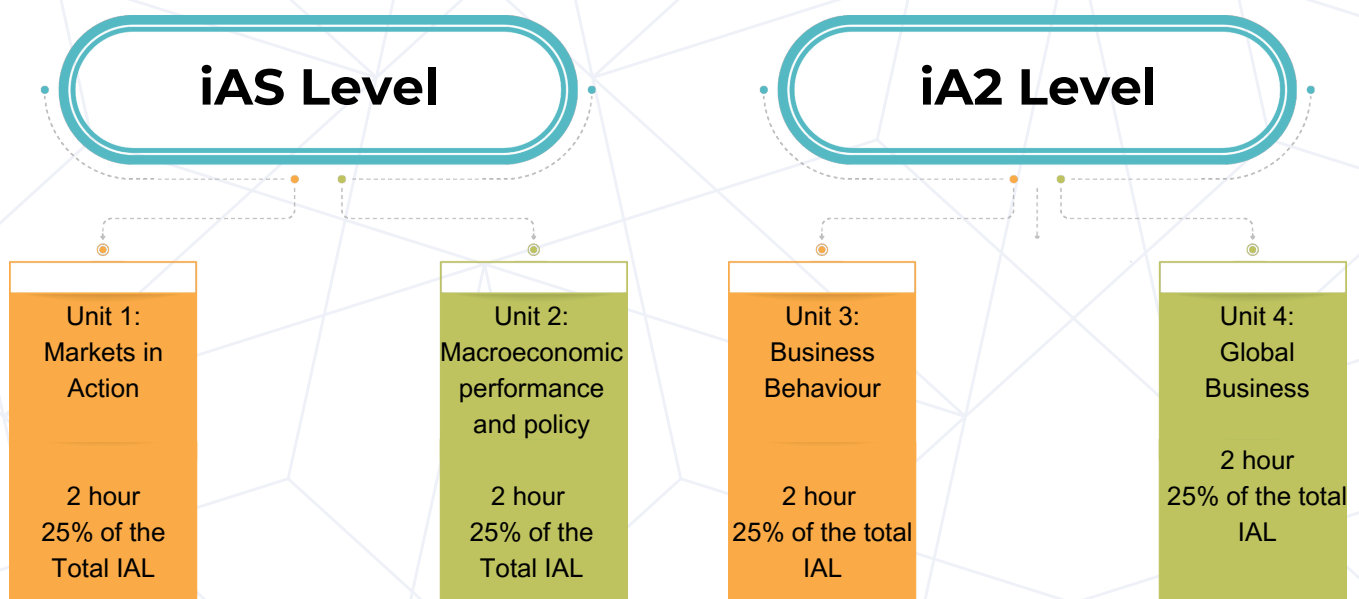 iAS Level
iA2 Level
Unit 1:
Markets in
Action
2 hour
25% of the
Total IAL
Unit 2:
Macroeconomic
performance
and policy
2 hour
25% of the
Total IAL
Unit 3:
Business
Behaviour
2 hour
25% of the total
IAL
Unit 4:
Global
Business
2 hour
25% of the total
IAL